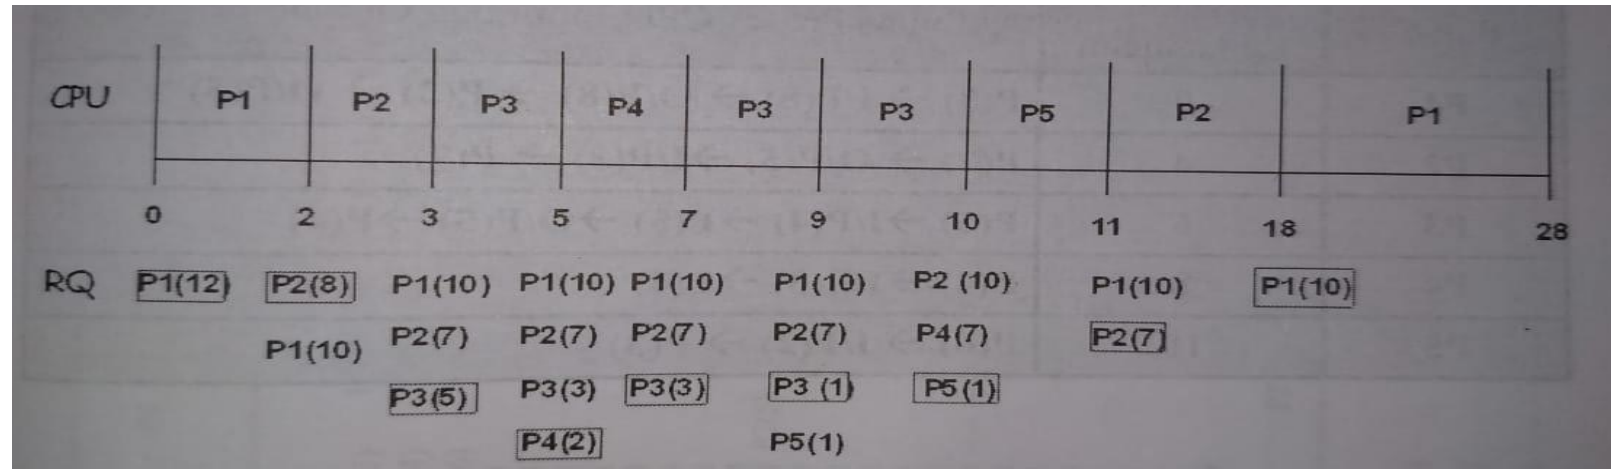 CPU P1 P2 P3 P4 P3 P3 P5 P2 P1
0 2 3 5 7 9 10 11 18 28
RQ P1(12) P2(8) P1(10) P1(10) P1(10) P1(10) P2 (10) P1(10) P1(10)
P1(10) P2(7) P2(7) P2(7) P2(7) P4(7) P2(7)
P3(5) P3(3) P3(3) P3 (1) P5(1)
P4(2) P5(1)